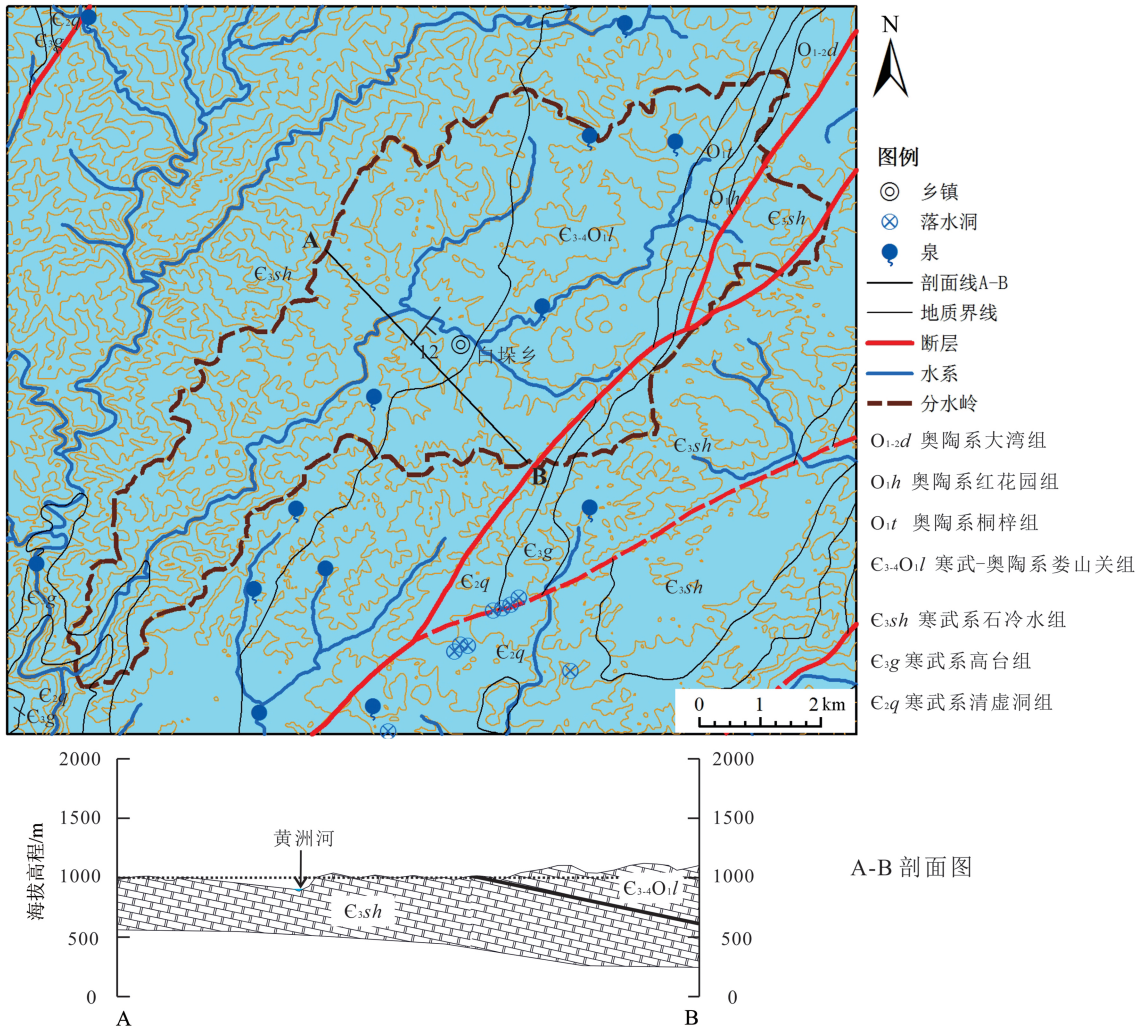 Є₂q
Є₃g
O₁₋₂d
N
图例
乡镇
落水洞
泉
剖面线A-B
地质界线
断层
水系
分水岭
O₁₋₂d 奥陶系大湾组
O₁h 奥陶系红花园组
O₁t 奥陶系桐梓组
Є₃₋₄O₁l 寒武-奥陶系娄山关组
Є₃sh 寒武系石冷水组
Є₃g 寒武系高台组
Є₂q 寒武系清虚洞组
O₁t
O₁h
Є₃sh
Є₃₋₄O₁l
A
Є₃sh
12
白垛乡
Є₃sh
B
Є₃g
Є₂q
Є₃sh
Є₃g
Є₂q
Є₂q
Є₃g
0 1 2 km
2000 2000
1500 1500
1000 1000
500 500
0 0
海拔高程/m
黄洲河
Є₃sh
Є₃₋₄O₁l
A B
A-B 剖面图